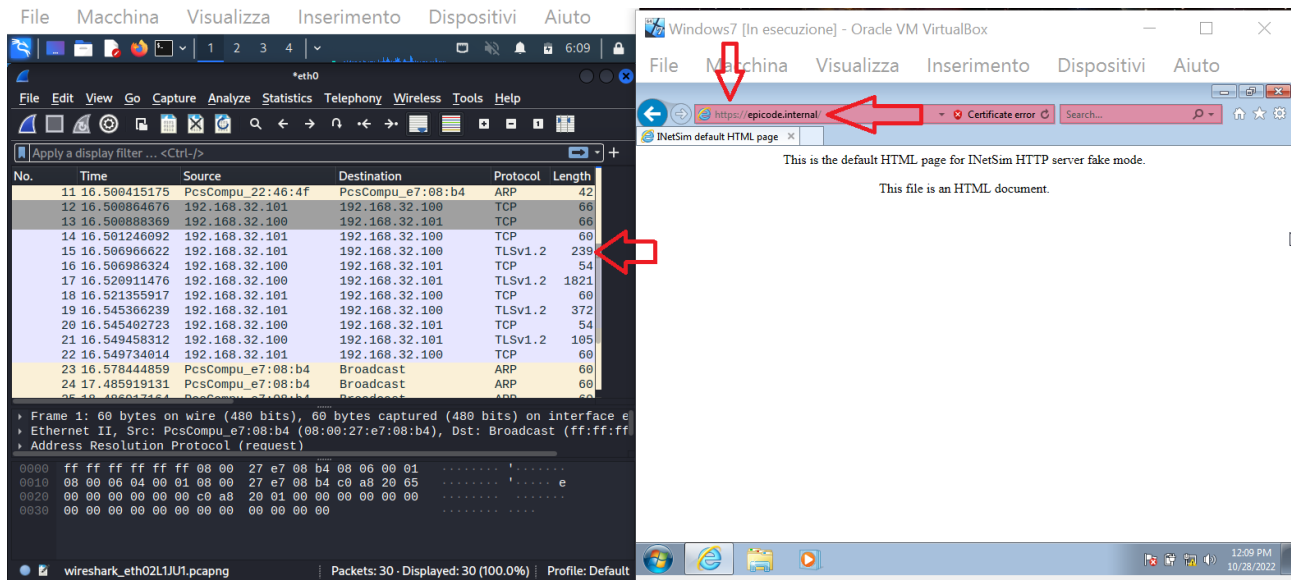 File Macchina Visualizza Inserimento Dispositivi Aiuto
1 2 3 4 6:09
*eth0
File Edit View Go Capture Analyze Statistics Telephony Wireless Tools Help
Apply a display filter ... <Ctrl-/>
No. Time Source Destination Protocol Length
11 16.500415175 PcsCompu_22:46:4f PcsCompu_e7:08:b4 ARP 42
12 16.500864676 192.168.32.101 192.168.32.100 TCP 66
13 16.500888369 192.168.32.100 192.168.32.101 TCP 66
14 16.501246092 192.168.32.101 192.168.32.100 TCP 60
15 16.506966622 192.168.32.101 192.168.32.100 TLSv1.2 239
16 16.506986324 192.168.32.100 192.168.32.101 TCP 54
17 16.520911476 192.168.32.100 192.168.32.101 TLSv1.2 1821
18 16.521355917 192.168.32.101 192.168.32.100 TCP 60
19 16.545366239 192.168.32.101 192.168.32.100 TLSv1.2 372
20 16.545402723 192.168.32.100 192.168.32.101 TCP 54
21 16.549458312 192.168.32.100 192.168.32.101 TLSv1.2 105
22 16.549734014 192.168.32.101 192.168.32.100 TCP 60
23 16.578444859 PcsCompu_e7:08:b4 Broadcast ARP 60
24 17.485919131 PcsCompu_e7:08:b4 Broadcast ARP 60
Frame 1: 60 bytes on wire (480 bits), 60 bytes captured (480 bits) on interface e
Ethernet II, Src: PcsCompu_e7:08:b4 (08:00:27:e7:08:b4), Dst: Broadcast (ff:ff:ff
Address Resolution Protocol (request)
0000 ff ff ff ff ff ff 08 00 27 e7 08 b4 08 06 00 01 ········ '·······
0010 08 00 06 04 00 01 08 00 27 e7 08 b4 c0 a8 20 65 ········ '····· e
0020 00 00 00 00 00 00 c0 a8 20 01 00 00 00 00 00 00 ········ ·······
0030 00 00 00 00 00 00 00 00 00 00 00 00 ········ ····
wireshark_eth02L1JU1.pcapng Packets: 30 · Displayed: 30 (100.0%) Profile: Default
Windows7 [In esecuzione] - Oracle VM VirtualBox
File Macchina Visualizza Inserimento Dispositivi Aiuto
https://epicode.internal/ Certificate error Search...
INetSim default HTML page
This is the default HTML page for INetSim HTTP server fake mode.
This file is an HTML document.
12:09 PM
10/28/2022